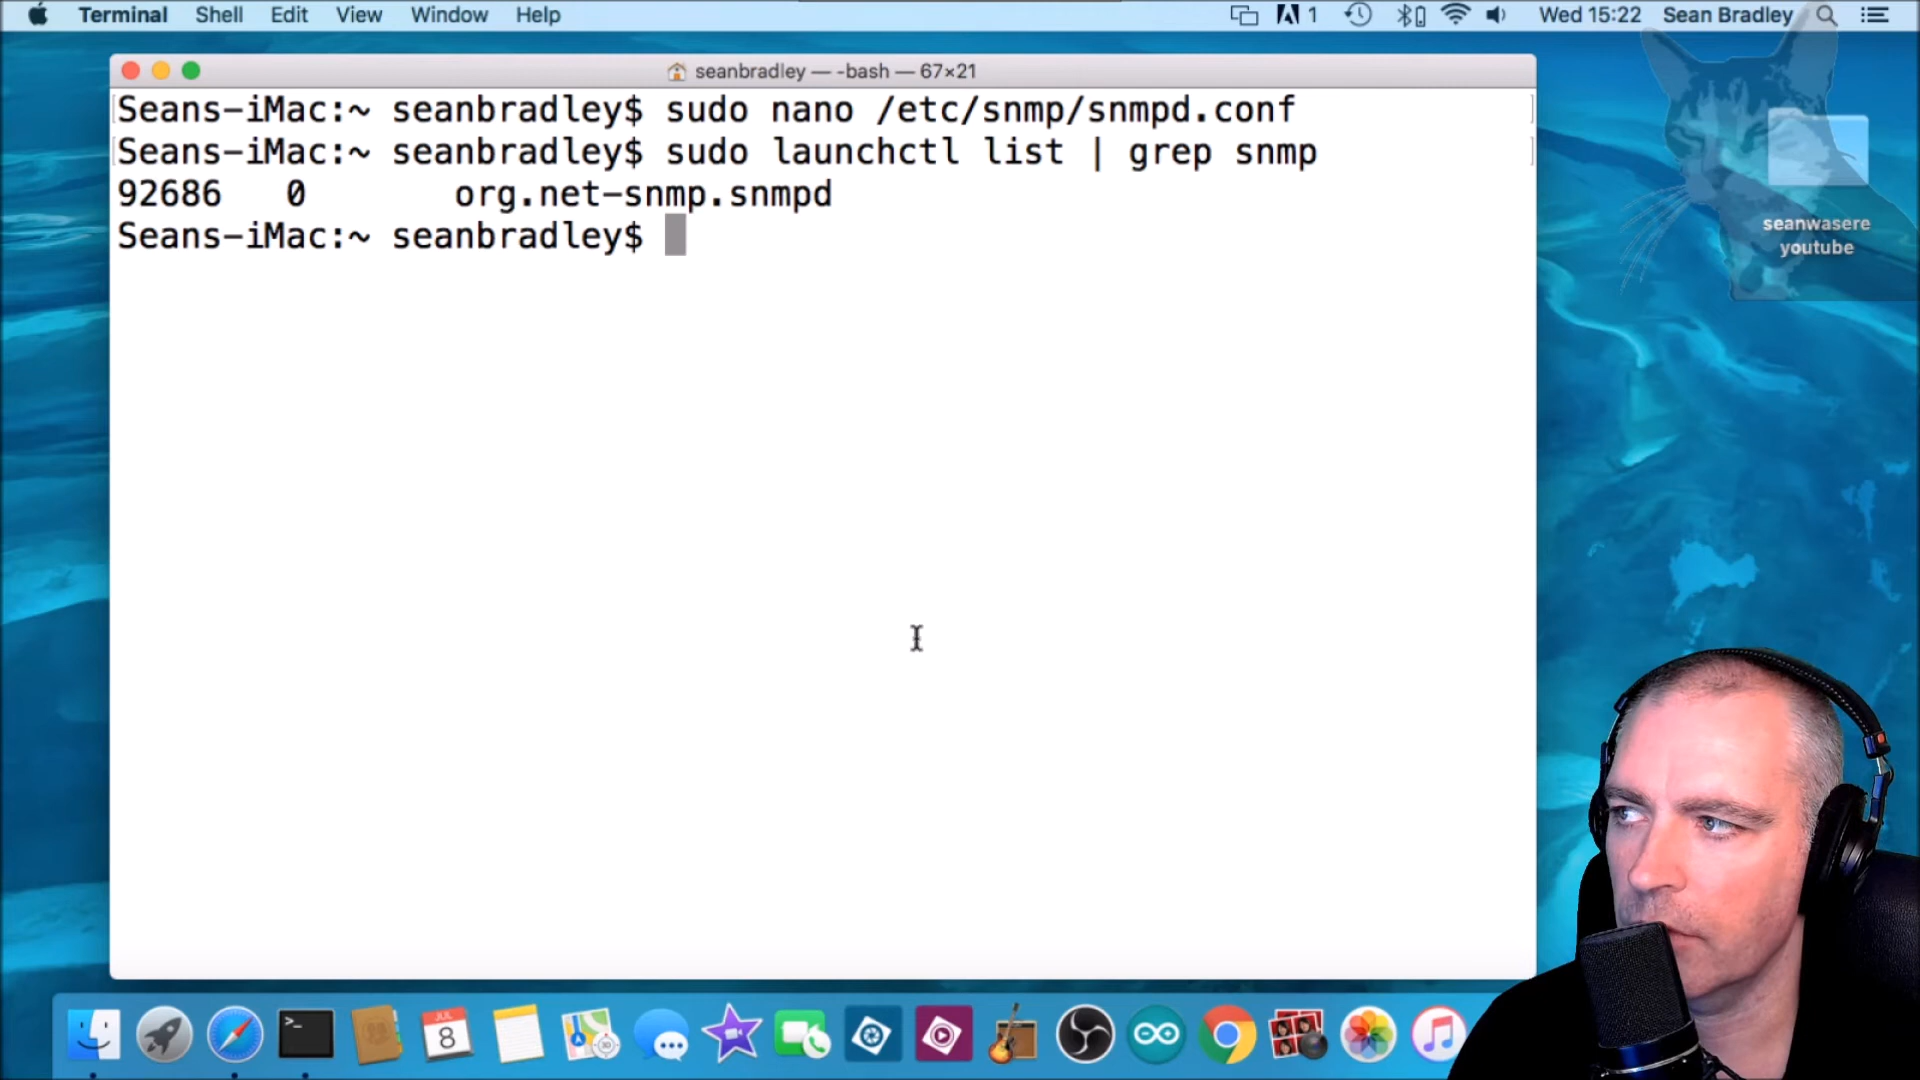 Terminal Shell Edit View Window Help 1 Wed 15:22 Sean Bradley
seanbradley — -bash — 67×21
Seans-iMac:~ seanbradley$ sudo nano /etc/snmp/snmpd.conf
Seans-iMac:~ seanbradley$ sudo launchctl list | grep snmp
92686 0 org.net-snmp.snmpd
Seans-iMac:~ seanbradley$
seanwasere
youtube
>_
JUL
8